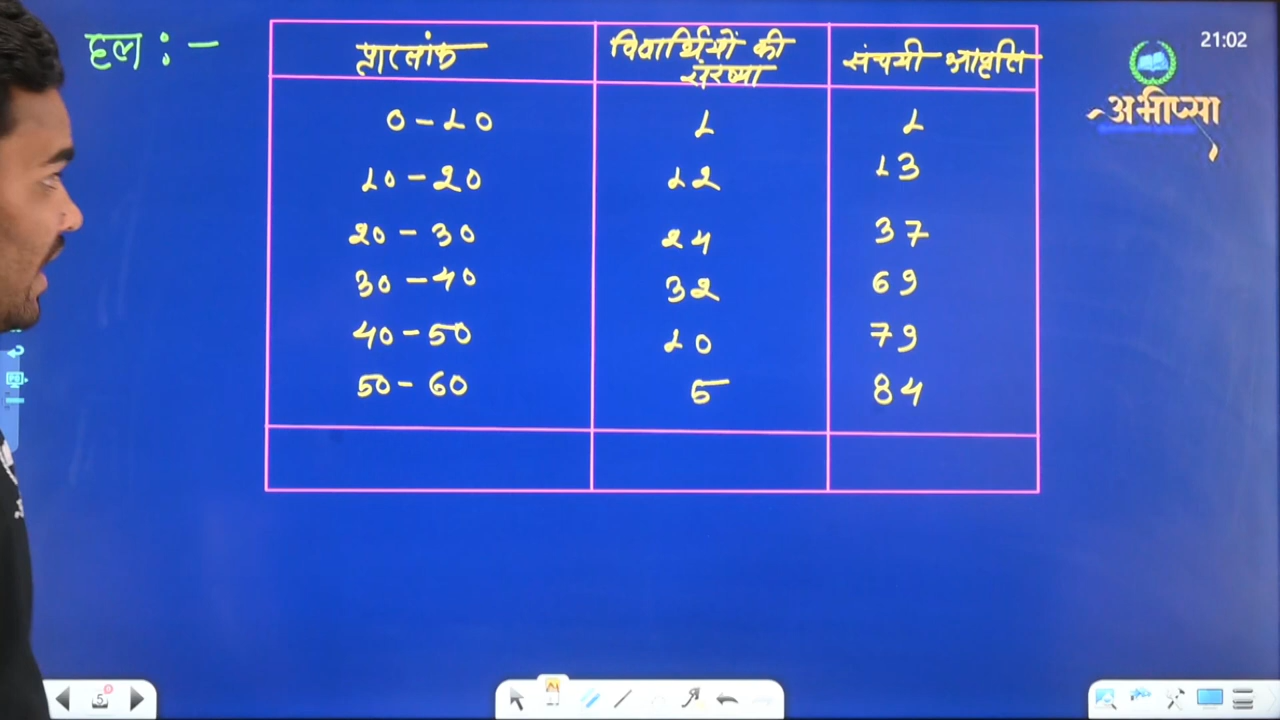 हल :-
प्राप्तांक विद्यार्थियों की संख्या संचयी आवृत्ति
0-10 1 1
10-20 12 13
20-30 24 37
30-40 32 69
40-50 10 79
50-60 5 84
21:02
अभीप्सा
5